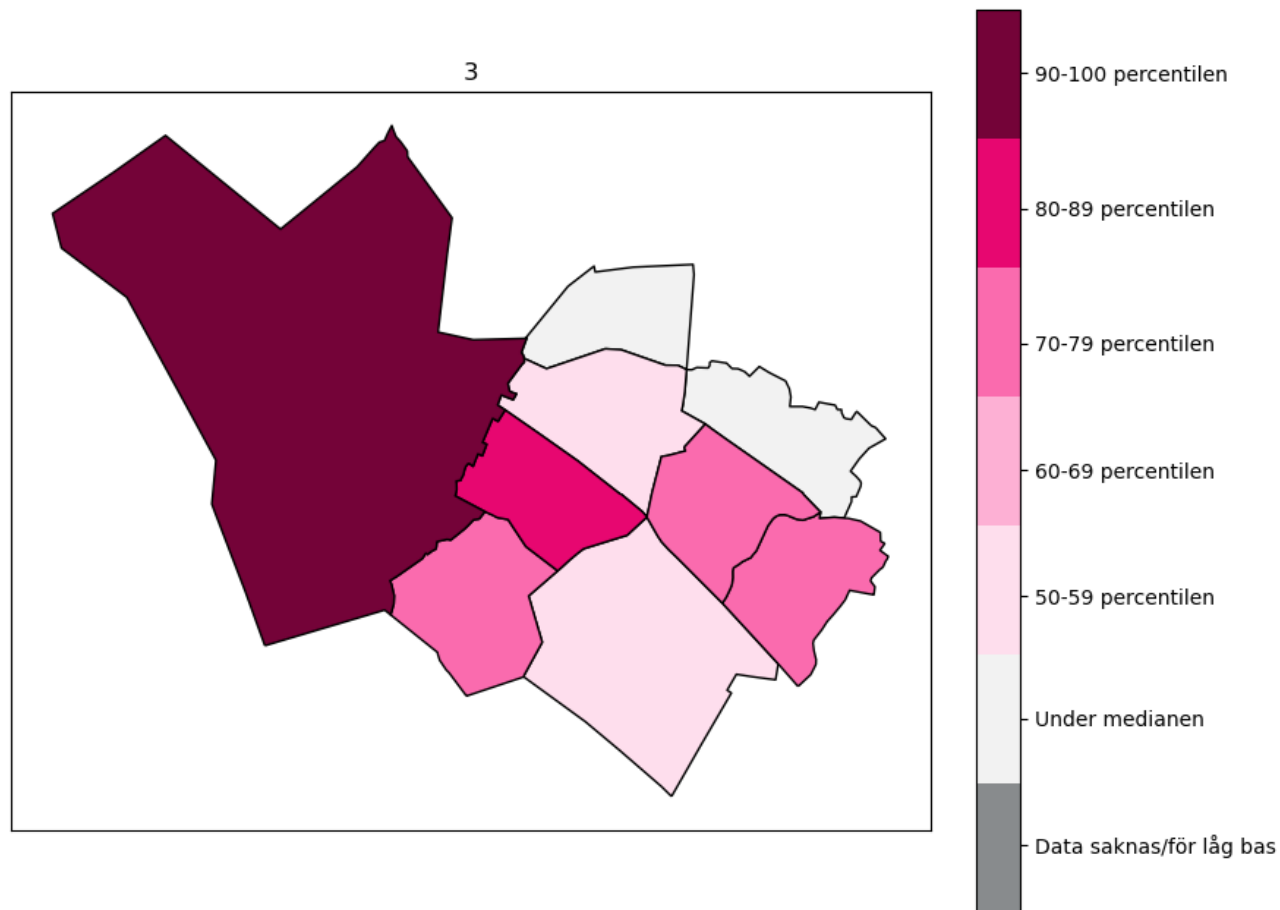 3
90-100 percentilen
80-89 percentilen
70-79 percentilen
60-69 percentilen
50-59 percentilen
Under medianen
Data saknas/för låg bas